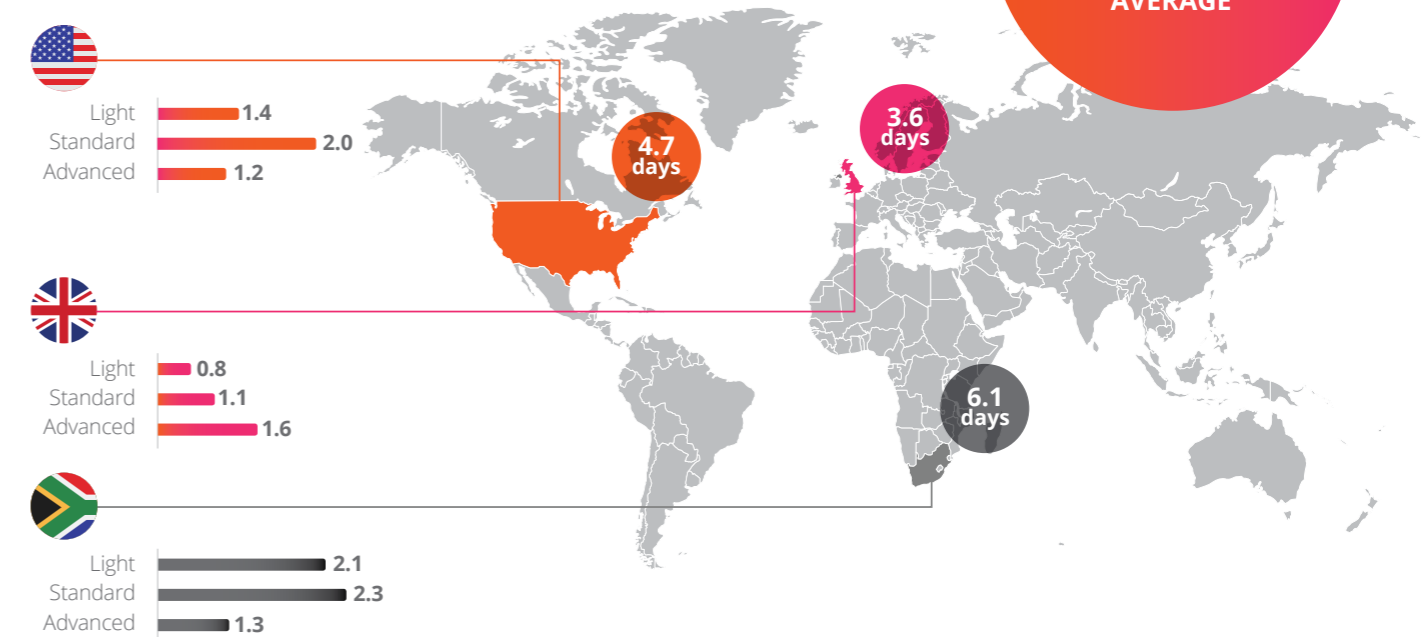 AVERAGE
Light 1.4
Standard 2.0
Advanced 1.2
4.7
days
3.6
days
Light 0.8
Standard 1.1
Advanced 1.6
6.1
days
Light 2.1
Standard 2.3
Advanced 1.3